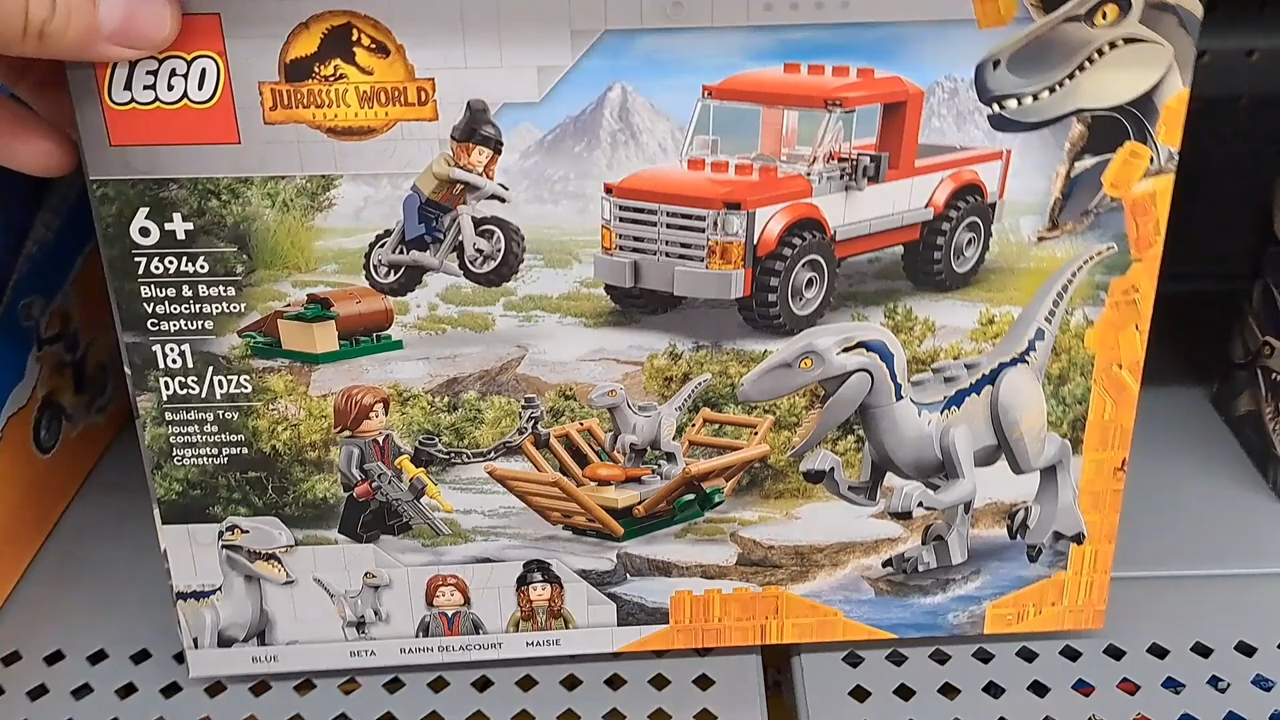 LEGO
JURASSIC WORLD
DOMINION
6+
76946
Blue & Beta
Velociraptor
Capture
181
pcs/pzs
Building Toy
Jouet de
construction
Juguete para
Construir
BLUE
BETA
RAINN DELACOURT
MAISIE